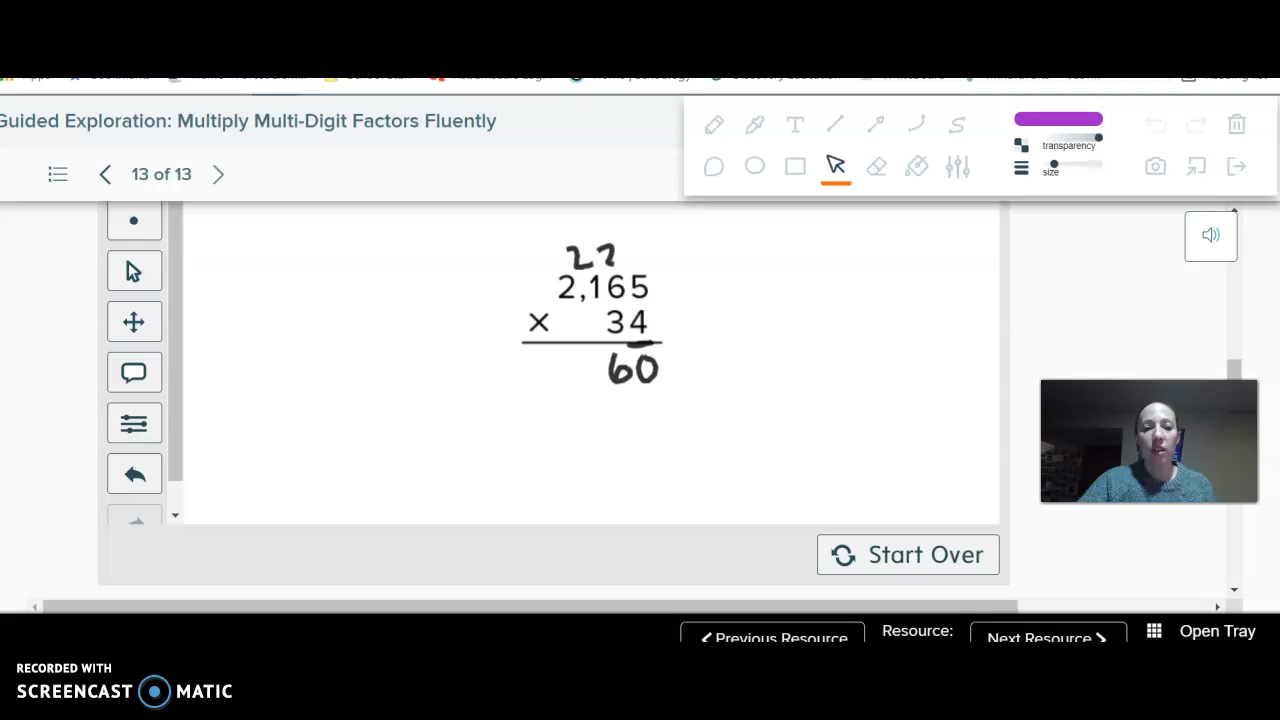 Guided Exploration: Multiply Multi-Digit Factors Fluently
transparency
size
13 of 13
2 2
2,165
× 34
60
Start Over
Previous Resource
Resource:
Next Resource
Open Tray
RECORDED WITH
SCREENCAST MATIC